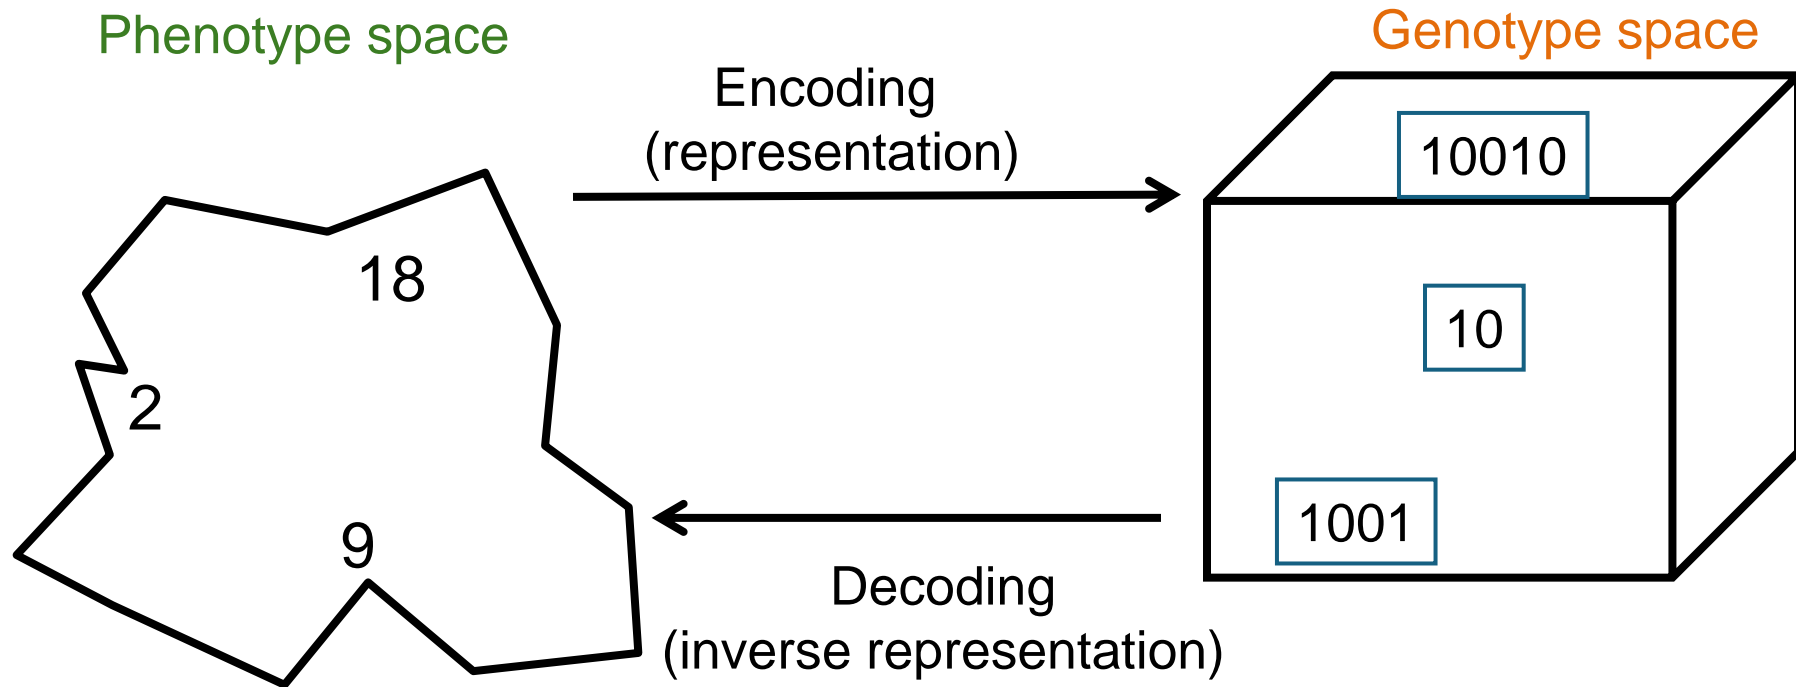 Phenotype space
Genotype space
Encoding
(representation)
10010
18
10
2
1001
9
Decoding
(inverse representation)